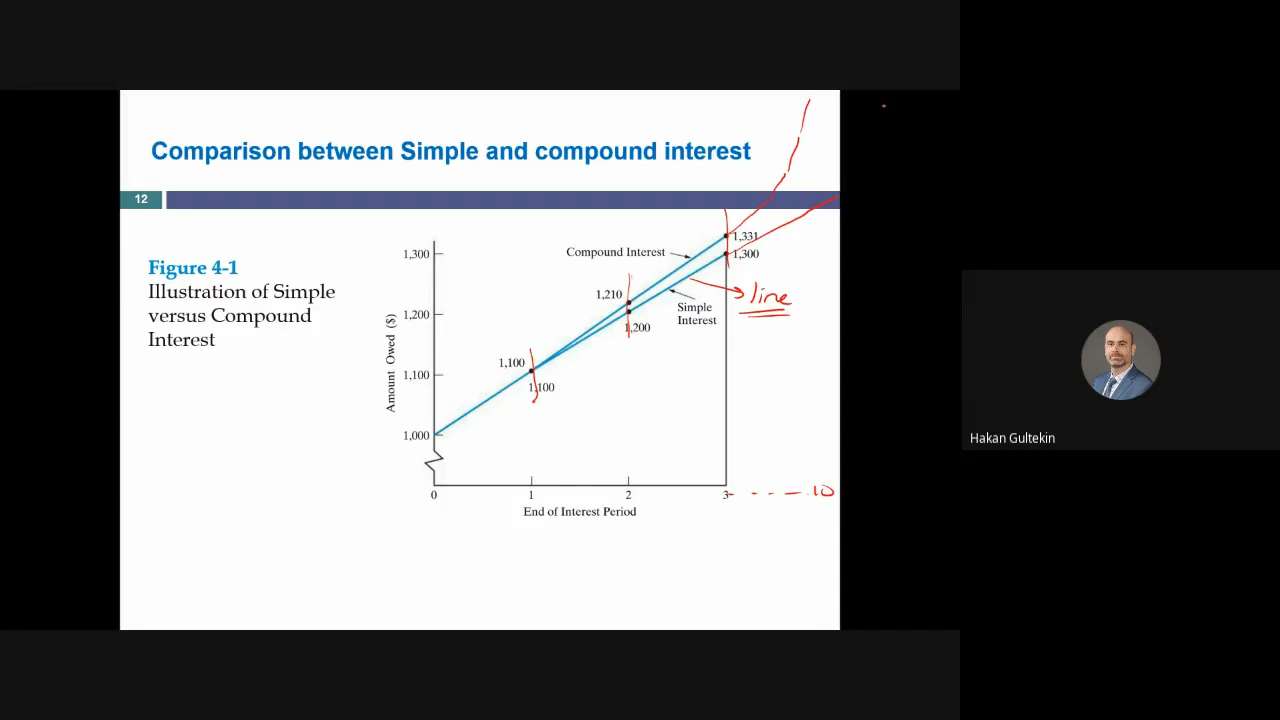 Comparison between Simple and compound interest
12
Figure 4-1
Illustration of Simple
versus Compound
Interest
Amount Owed ($)
1,300
1,200
1,100
1,000
Compound Interest
1,331
1,300
1,210
1,200
Simple
Interest
line
1,100
1,100
0
1
2
3
10
End of Interest Period
Hakan Gultekin